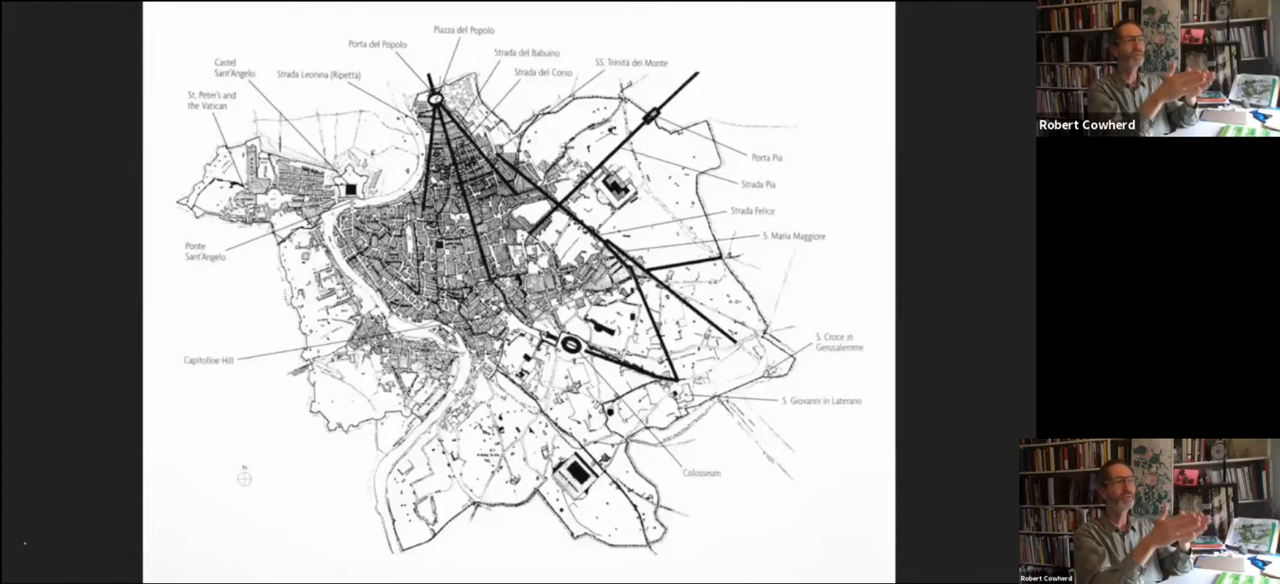 Piazza del Popolo
Porta del Popolo
Strada del Babuino
Castel
Sant'Angelo
Strada Leonina (Ripetta)
Strada del Corso
SS. Trinità dei Monte
St. Peter's and
the Vatican
Robert Cowherd
Porta Pia
Strada Pia
Strada Felice
S. Maria Maggiore
Ponte
Sant'Angelo
Capitoline Hill
S. Croce in
Gerusalemme
S. Giovanni in Laterano
N
Colosseum
Robert Cowherd